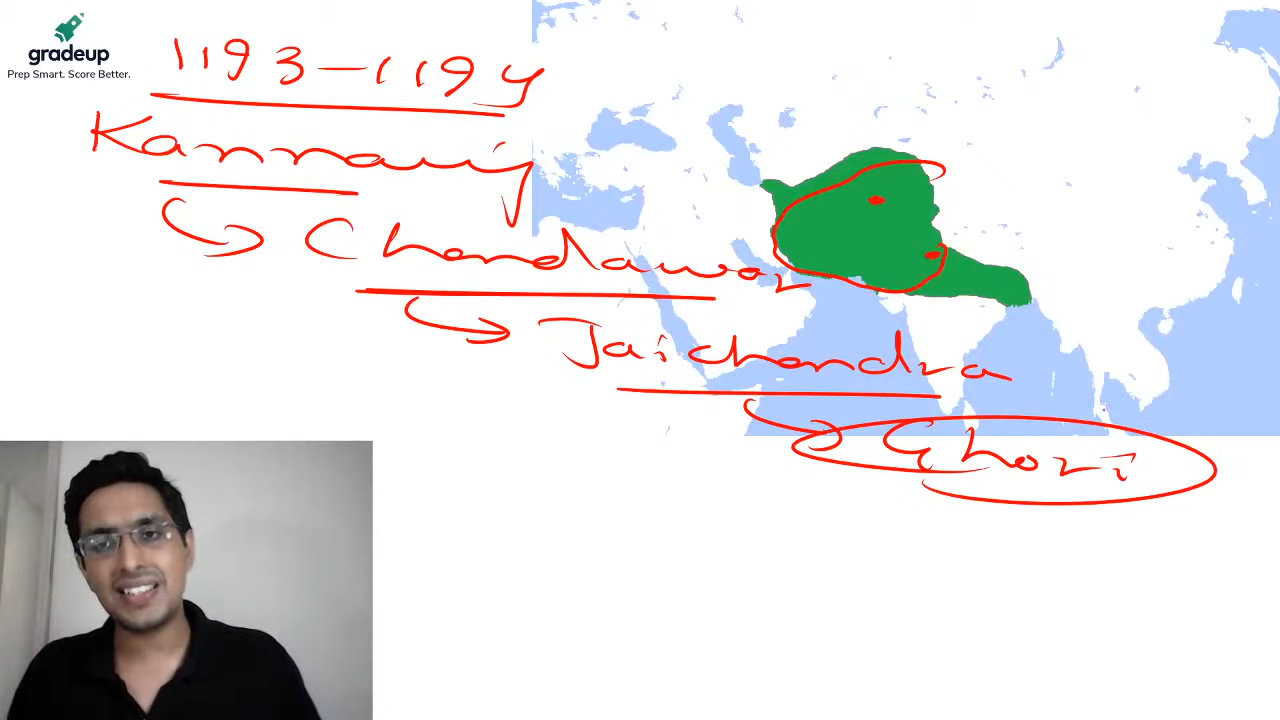 gradeup
Prep Smart. Score Better.
1193-1194
Kannauj
Chandawar
Jaichandra
Ghori